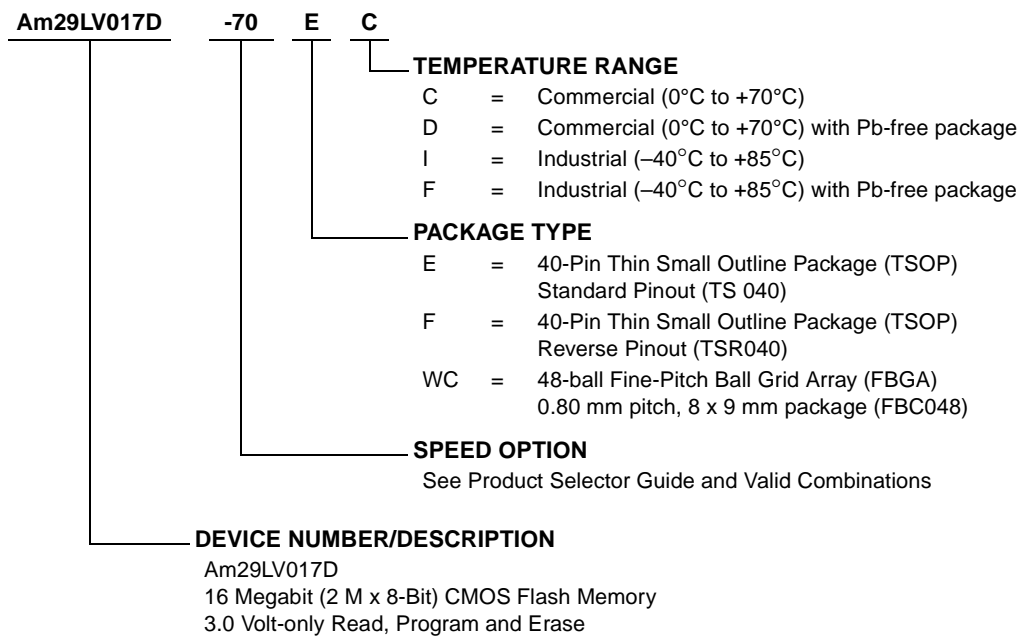 Am29LV017D -70 E C
TEMPERATURE RANGE
C = Commercial (0°C to +70°C)
D = Commercial (0°C to +70°C) with Pb-free package
I = Industrial (–40°C to +85°C)
F = Industrial (–40°C to +85°C) with Pb-free package
PACKAGE TYPE
E = 40-Pin Thin Small Outline Package (TSOP)
Standard Pinout (TS 040)
F = 40-Pin Thin Small Outline Package (TSOP)
Reverse Pinout (TSR040)
WC = 48-ball Fine-Pitch Ball Grid Array (FBGA)
0.80 mm pitch, 8 x 9 mm package (FBC048)
SPEED OPTION
See Product Selector Guide and Valid Combinations
DEVICE NUMBER/DESCRIPTION
Am29LV017D
16 Megabit (2 M x 8-Bit) CMOS Flash Memory
3.0 Volt-only Read, Program and Erase